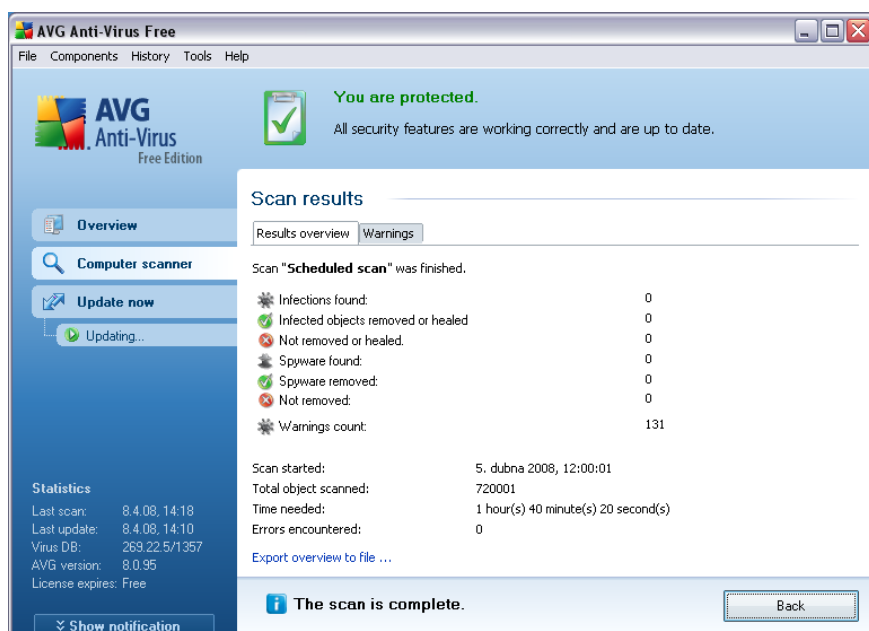 AVG Anti-Virus Free
File Components History Tools Help
AVG
Anti-Virus
Free Edition
You are protected.
All security features are working correctly and are up to date.
Overview
Computer scanner
Update now
Updating...
Scan results
Results overview Warnings
Scan "Scheduled scan" was finished.
Infections found: 0
Infected objects removed or healed 0
Not removed or healed. 0
Spyware found: 0
Spyware removed: 0
Not removed: 0
Warnings count: 131
Scan started: 5. dubna 2008, 12:00:01
Total object scanned: 720001
Time needed: 1 hour(s) 40 minute(s) 20 second(s)
Errors encountered: 0
Export overview to file ...
Statistics
Last scan: 8.4.08, 14:18
Last update: 8.4.08, 14:10
Virus DB: 269.22.5/1357
AVG version: 8.0.95
License expires: Free
Show notification
The scan is complete.
Back